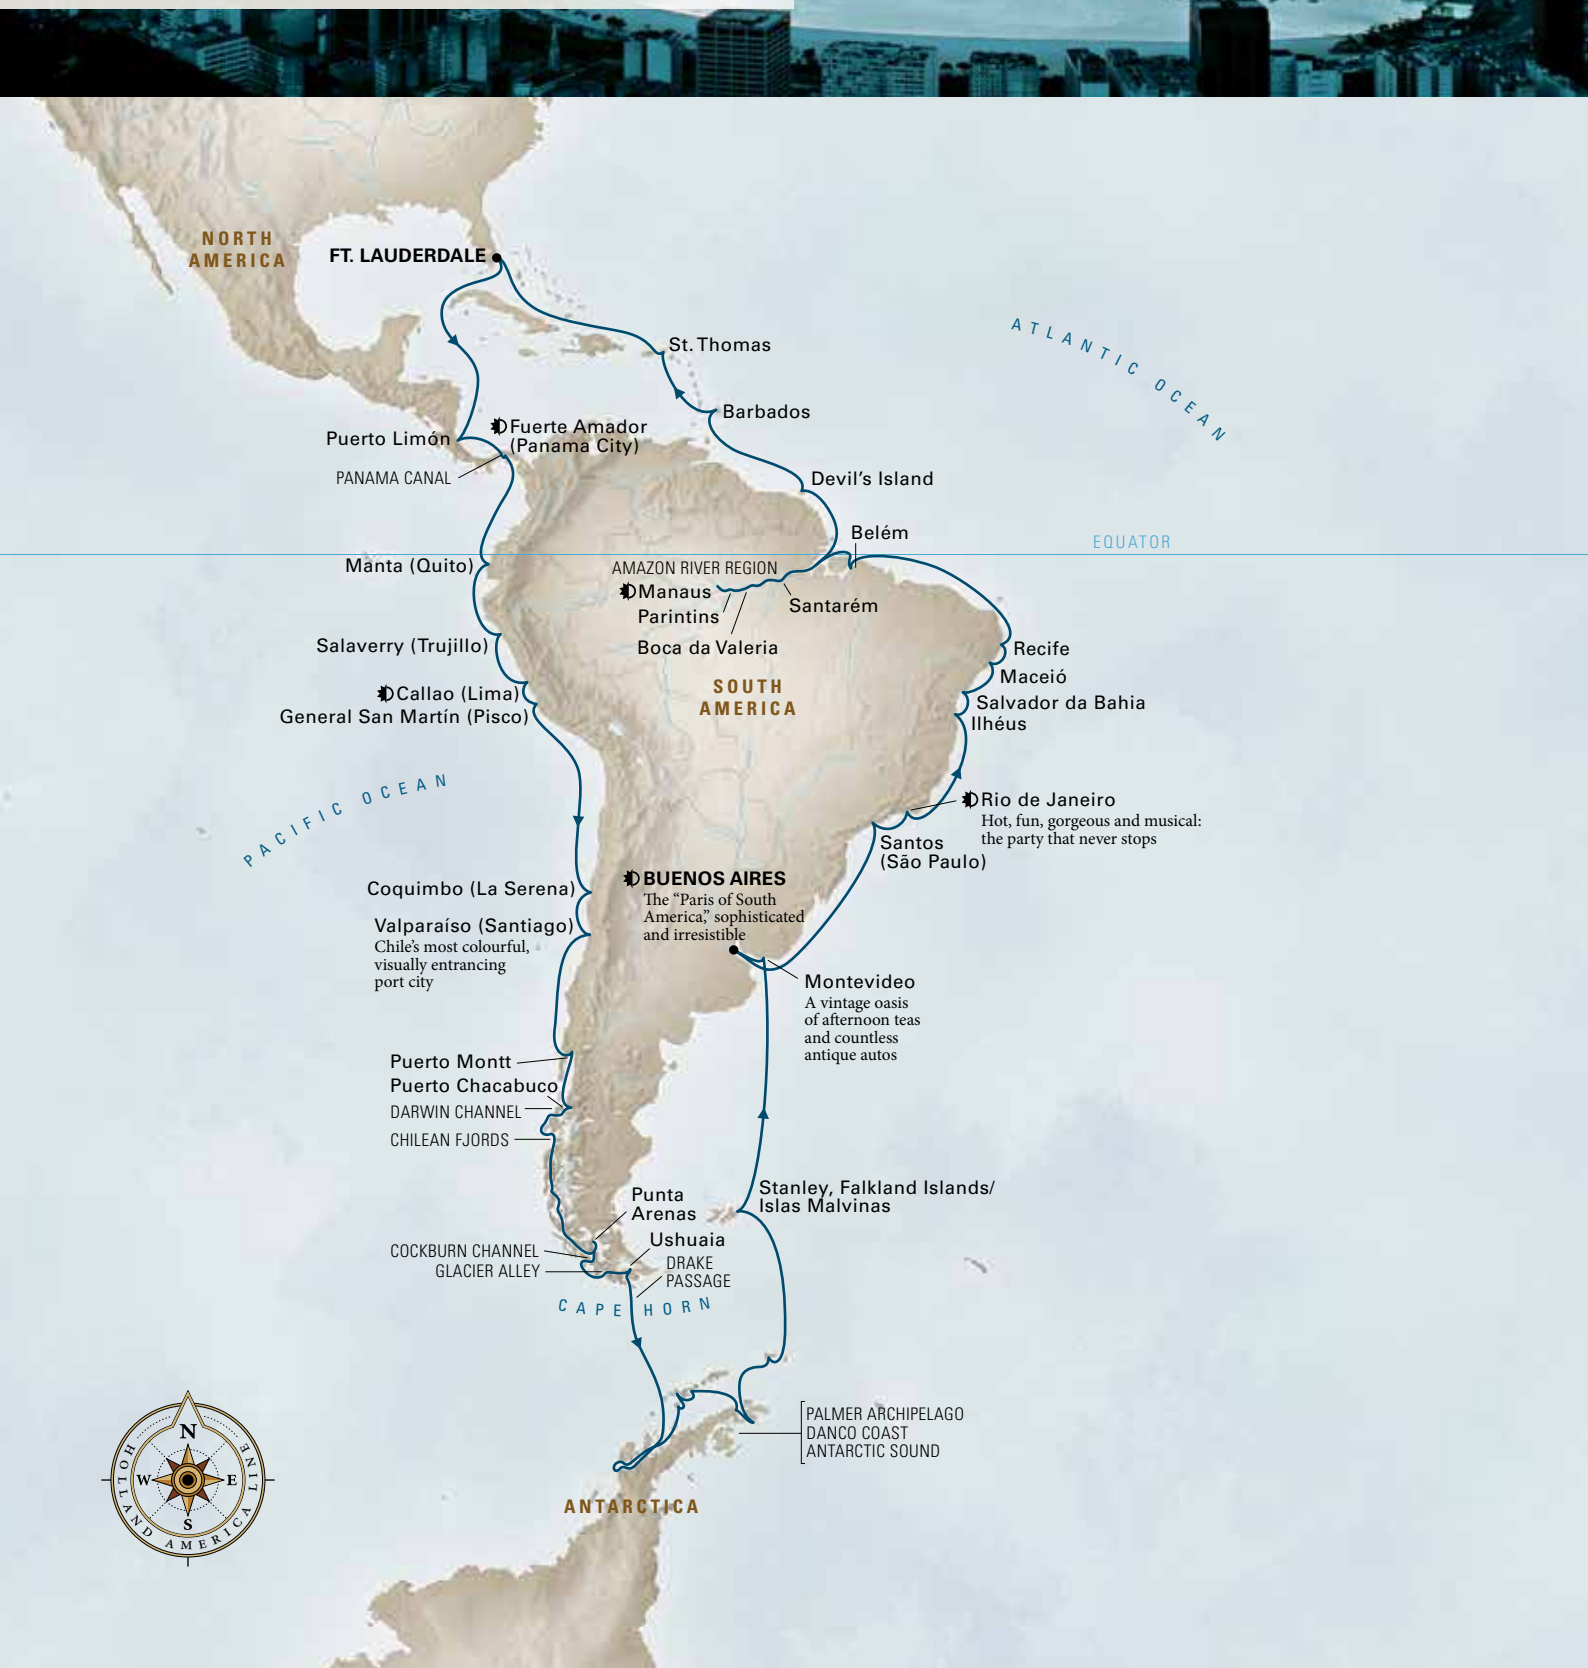 NORTH
AMERICA
FT. LAUDERDALE
ATLANTIC OCEAN
St. Thomas
Barbados
Fuerte Amador
(Panama City)
Puerto Limón
PANAMA CANAL
Devil's Island
Belém
EQUATOR
Manta (Quito)
AMAZON RIVER REGION
Manaus
Parintins
Santarém
Boca da Valeria
Salaverry (Trujillo)
Recife
Maceió
SOUTH
AMERICA
Callao (Lima)
General San Martín (Pisco)
Salvador da Bahia
Ilhéus
PACIFIC OCEAN
Rio de Janeiro
Hot, fun, gorgeous and musical:
the party that never stops
Santos
(São Paulo)
BUENOS AIRES
The “Paris of South
America,” sophisticated
and irresistible
Coquimbo (La Serena)
Valparaíso (Santiago)
Chile’s most colourful,
visually entrancing
port city
Montevideo
A vintage oasis
of afternoon teas
and countless
antique autos
Puerto Montt
Puerto Chacabuco
DARWIN CHANNEL
CHILEAN FJORDS
Punta
Arenas
Stanley, Falkland Islands/
Islas Malvinas
Ushuaia
COCKBURN CHANNEL
GLACIER ALLEY
DRAKE
PASSAGE
CAPE HORN
PALMER ARCHIPELAGO
DANCO COAST
ANTARCTIC SOUND
ANTARCTICA
N
W
E
S
HOLLAND AMERICA LINE